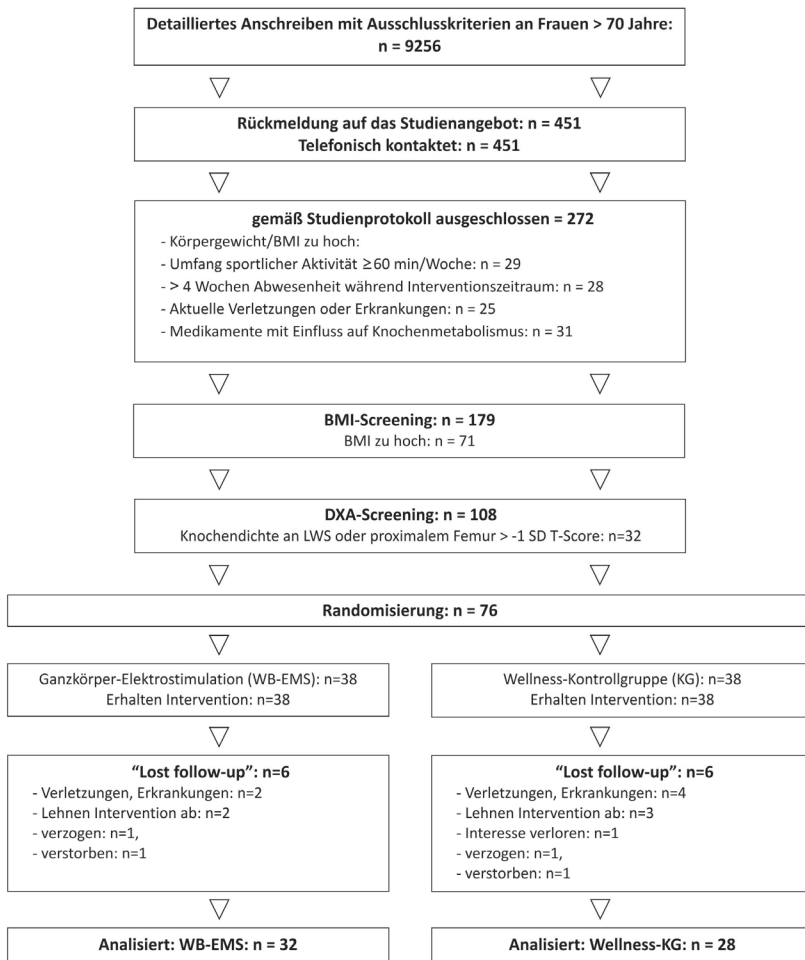 Detailliertes Anschreiben mit Ausschlusskriterien an Frauen > 70 Jahre:
n = 9256
Rückmeldung auf das Studienangebot: n = 451
Telefonisch kontaktet: n = 451
gemäß Studienprotokoll ausgeschlossen = 272
- Körpergewicht/BMI zu hoch:
- Umfang sportlicher Aktivität ≥60 min/Woche: n = 29
- > 4 Wochen Abwesenheit während Interventionszeitraum: n = 28
- Aktuelle Verletzungen oder Erkrankungen: n = 25
- Medikamente mit Einfluss auf Knochenmetabolismus: n = 31
BMI-Screening: n = 179
BMI zu hoch: n = 71
DXA-Screening: n = 108
Knochendichte an LWS oder proximalem Femur > -1 SD T-Score: n=32
Randomisierung: n = 76
Ganzkörper-Elektrostimulation (WB-EMS): n=38
Erhalten Intervention: n=38
Wellness-Kontrollgruppe (KG): n=38
Erhalten Intervention: n=38
“Lost follow-up”: n=6
- Verletzungen, Erkrankungen: n=2
- Lehnen Intervention ab: n=2
- verzogen: n=1,
- verstorben: n=1
“Lost follow-up”: n=6
- Verletzungen, Erkrankungen: n=4
- Lehnen Intervention ab: n=3
- Interesse verloren: n=1
- verzogen: n=1,
- verstorben: n=1
Analisiert: WB-EMS: n = 32
Analisiert: Wellness-KG: n = 28